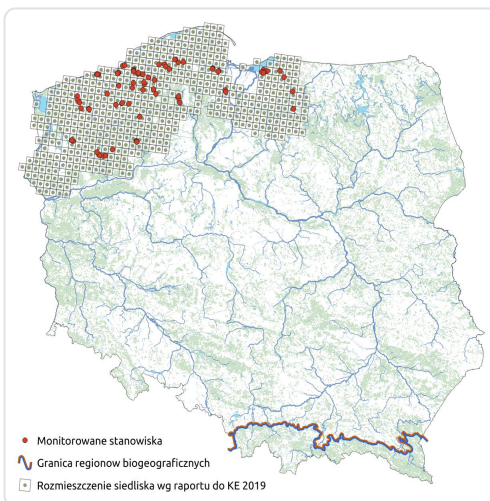 Monitorowane stanowiska
Granica regionow biogeograficznych
Rozmieszczenie siedliska wg raportu do KE 2019